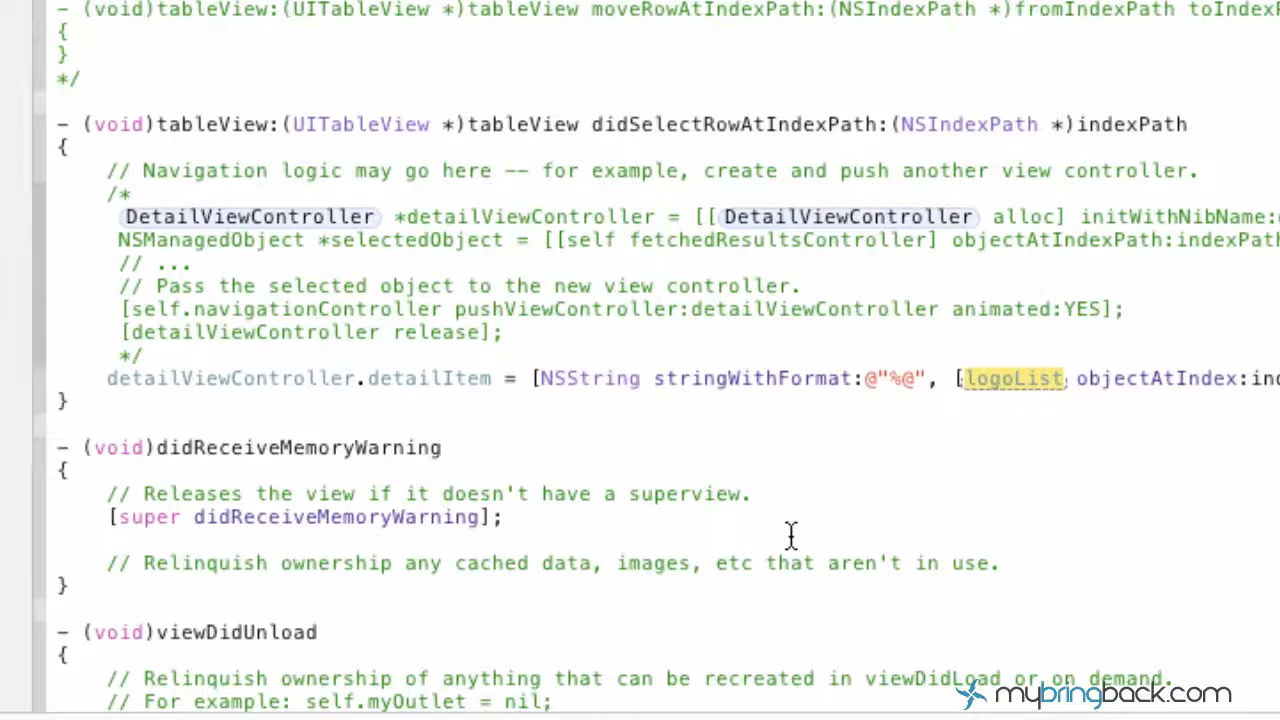 - (void)tableView:(UITableView *)tableView moveRowAtIndexPath:(NSIndexPath *)fromIndexPath toIndexP
{
}
*/
- (void)tableView:(UITableView *)tableView didSelectRowAtIndexPath:(NSIndexPath *)indexPath
{
// Navigation logic may go here -- for example, create and push another view controller.
/*
DetailViewController *detailViewController = [[DetailViewController alloc] initWithNibName:
NSManagedObject *selectedObject = [[self fetchedResultsController] objectAtIndexPath:indexPath
// ...
// Pass the selected object to the new view controller.
[self.navigationController pushViewController:detailViewController animated:YES];
[detailViewController release];
*/
detailViewController.detailItem = [NSString stringWithFormat:@"%@", [logoList objectAtIndex:ind
}
- (void)didReceiveMemoryWarning
{
// Releases the view if it doesn't have a superview.
[super didReceiveMemoryWarning];
// Relinquish ownership any cached data, images, etc that aren't in use.
}
- (void)viewDidUnload
{
// Relinquish ownership of anything that can be recreated in viewDidLoad or on demand.
// For example: self.myOutlet = nil;
mybringback.com